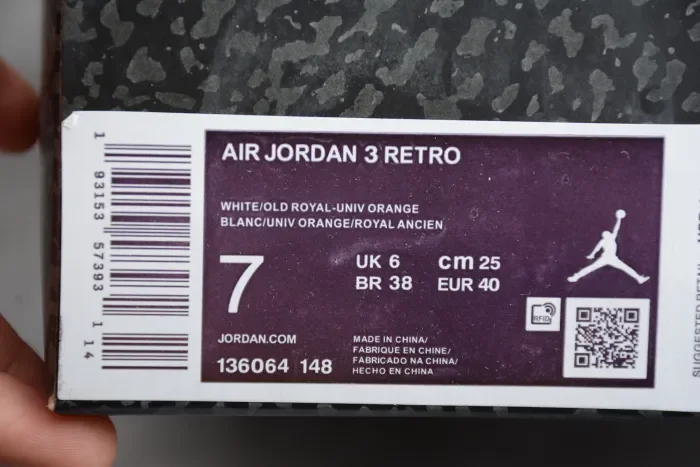 AIR JORDAN 3 RETRO
WHITE/OLD ROYAL-UNIV ORANGE
BLANC/UNIV ORANGE/ROYAL ANCIEN
7
UK 6 cm 25
BR 38 EUR 40
RFID
JORDAN.COM
136064 148
MADE IN CHINA/
FABRIQUE EN CHINE/
FABRICADO NA CHINA/
HECHO EN CHINA
1 93153 57393 1 14
SUGGESTED RETAIL